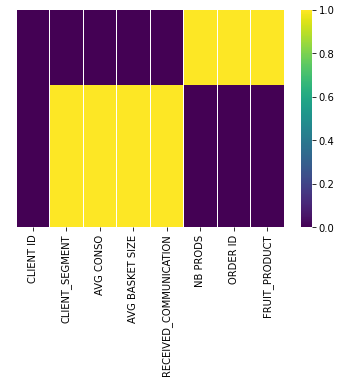 1.0
0.8
0.6
0.4
0.2
0.0
CLIENT ID
CLIENT_SEGMENT
AVG CONSO
AVG BASKET SIZE
RECEIVED_COMMUNICATION
NB PRODS
ORDER ID
FRUIT_PRODUCT